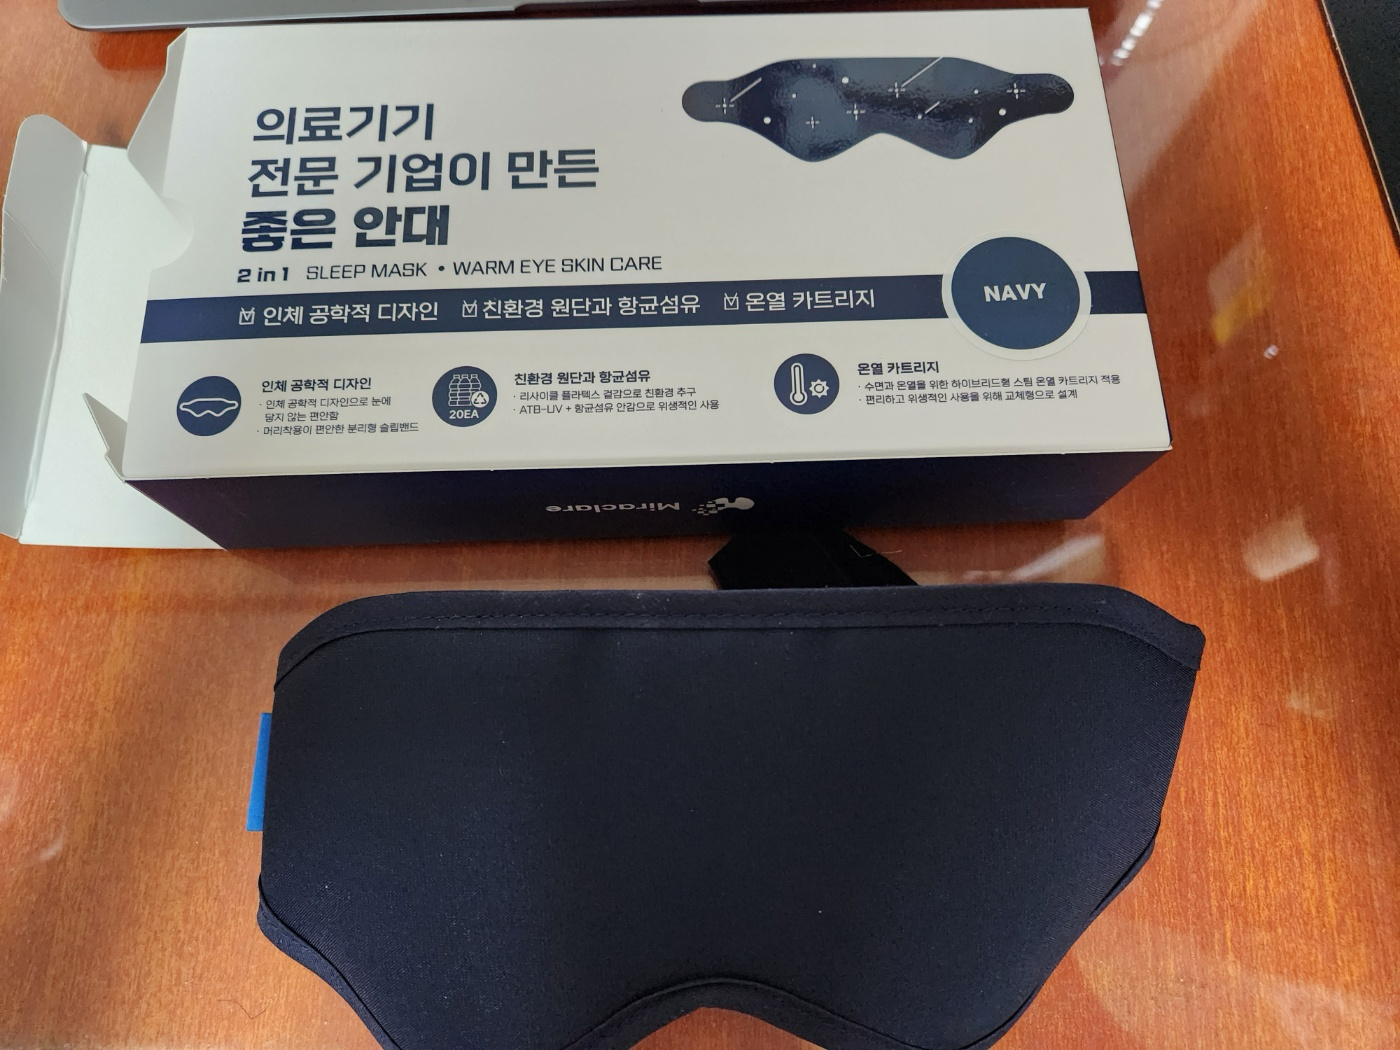 의료기기
전문 기업이 만든
좋은 안대
2 in 1 SLEEP MASK • WARM EYE SKIN CARE
인체 공학적 디자인 친환경 원단과 항균섬유 온열 카트리지
NAVY
인체 공학적 디자인
· 인체 공학적 디자인으로 눈에
닿지 않는 편안함
· 머리착용이 편안한 분리형 슬립밴드
20EA
친환경 원단과 항균섬유
· 리사이클 플라텍스 겉감으로 친환경 추구
· ATB-UV + 항균섬유 안감으로 위생적인 사용
온열 카트리지
· 수면과 온열을 위한 하이브리드형 스팀 온열 카트리지 적용
· 편리하고 위생적인 사용을 위해 교체형으로 설계
Miraclare